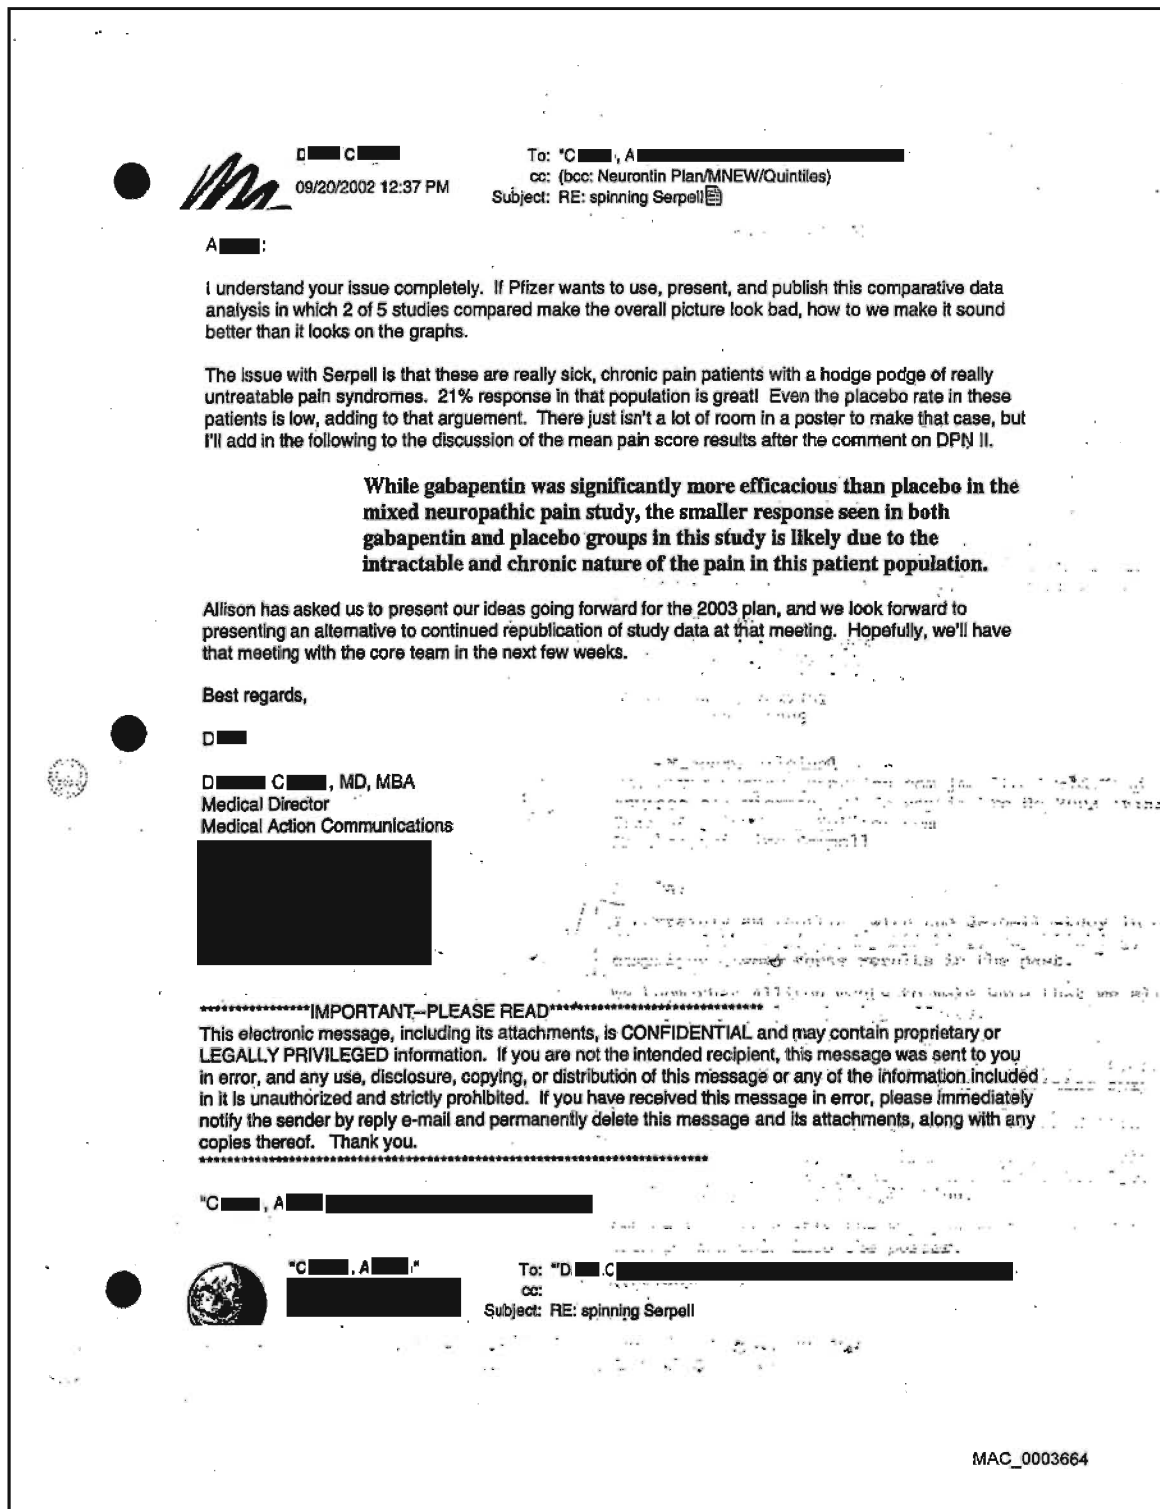 D C
09/20/2002 12:37 PM
To: "C , A
cc: (bcc: Neurontin Plan/MNEW/Quintiles)
Subject: RE: spinning Serpell
A :
I understand your issue completely. If Pfizer wants to use, present, and publish this comparative data
analysis in which 2 of 5 studies compared make the overall picture look bad, how to we make it sound
better than it looks on the graphs.
The issue with Serpell is that these are really sick, chronic pain patients with a hodge podge of really
untreatable pain syndromes. 21% response in that population is great! Even the placebo rate in these
patients is low, adding to that arguement. There just isn't a lot of room in a poster to make that case, but
I'll add in the following to the discussion of the mean pain score results after the comment on DPN II.
While gabapentin was significantly more efficacious than placebo in the
mixed neuropathic pain study, the smaller response seen in both
gabapentin and placebo groups in this study is likely due to the
intractable and chronic nature of the pain in this patient population.
Allison has asked us to present our ideas going forward for the 2003 plan, and we look forward to
presenting an alternative to continued republication of study data at that meeting. Hopefully, we'll have
that meeting with the core team in the next few weeks.
Best regards,
D
D C , MD, MBA
Medical Director
Medical Action Communications
***************IMPORTANT--PLEASE READ*****************************
This electronic message, including its attachments, is CONFIDENTIAL and may contain proprietary or
LEGALLY PRIVILEGED information. If you are not the intended recipient, this message was sent to you
in error, and any use, disclosure, copying, or distribution of this message or any of the information included
in it is unauthorized and strictly prohibited. If you have received this message in error, please immediately
notify the sender by reply e-mail and permanently delete this message and its attachments, along with any
copies thereof. Thank you.
***********************************************************************
"C , A
"C , A "
To: "D C
cc:
Subject: RE: spinning Serpell
MAC_0003664